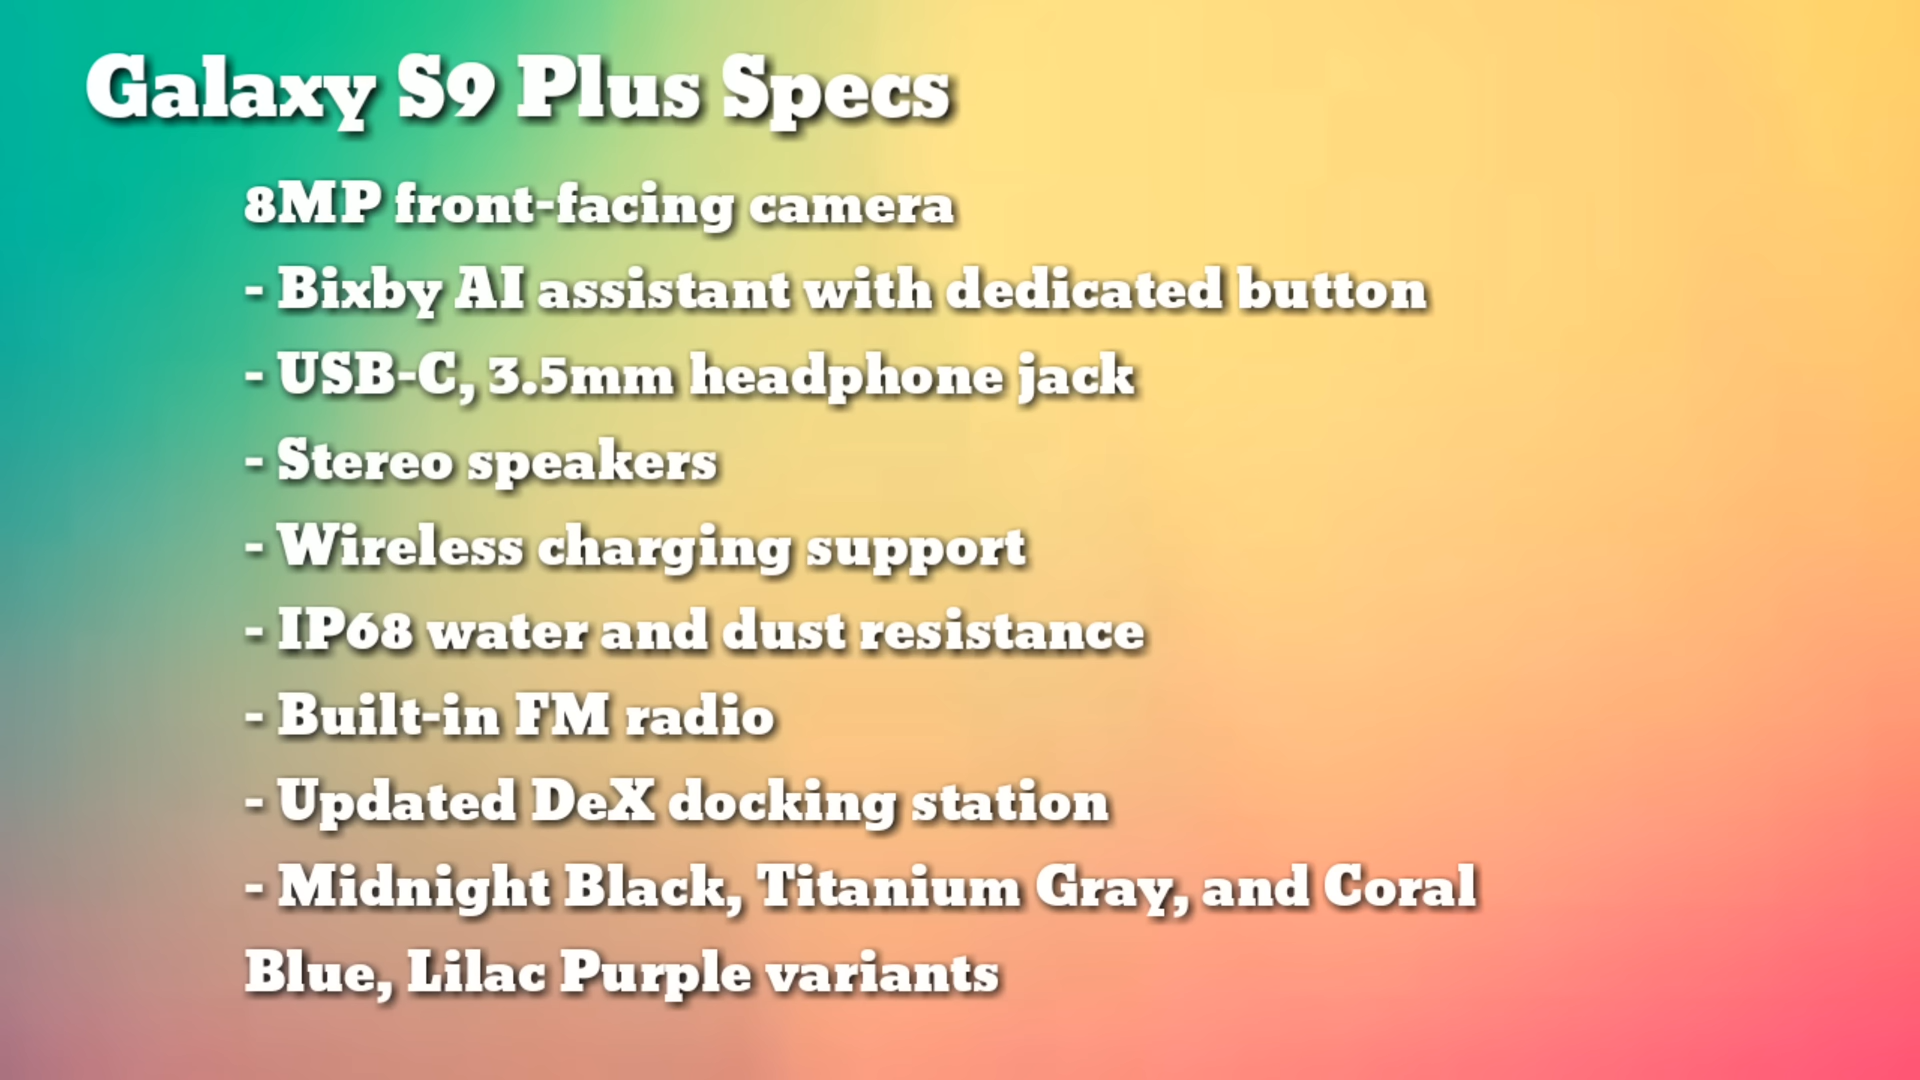 Galaxy S9 Plus Specs
8MP front-facing camera
- Bixby AI assistant with dedicated button
- USB-C, 3.5mm headphone jack
- Stereo speakers
- Wireless charging support
- IP68 water and dust resistance
- Built-in FM radio
- Updated DeX docking station
- Midnight Black, Titanium Gray, and Coral
Blue, Lilac Purple variants